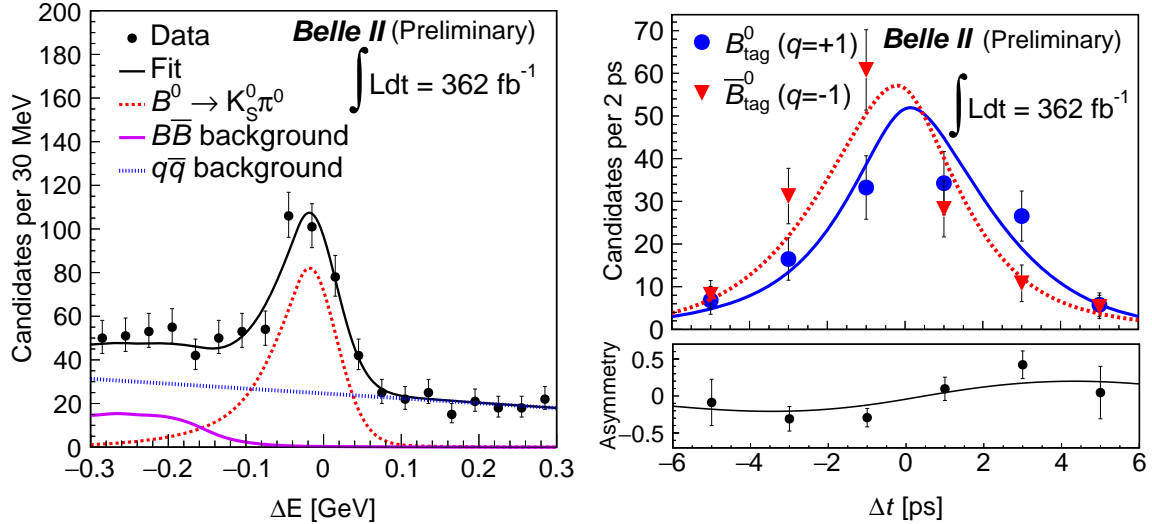 Belle II (Preliminary)
∫ Ldt = 362 fb⁻¹
Data
Fit
B⁰ → K⁰_S π⁰
BB̅ background
qq̅ background
Candidates per 30 MeV
200
180
160
140
120
100
80
60
40
20
0
−0.3 −0.2 −0.1 0 0.1 0.2 0.3
ΔE [GeV]
Belle II (Preliminary)
B⁰_tag (q=+1)
B̅⁰_tag (q=-1)
∫ Ldt = 362 fb⁻¹
Candidates per 2 ps
70
60
50
40
30
20
10
0
Asymmetry
0.5
0
−0.5
−6 −4 −2 0 2 4 6
Δt [ps]